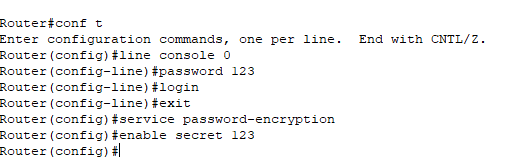 Router#conf t
Enter configuration commands, one per line.  End with CNTL/Z.
Router(config)#line console 0
Router(config-line)#password 123
Router(config-line)#login
Router(config-line)#exit
Router(config)#service password-encryption
Router(config)#enable secret 123
Router(config)#